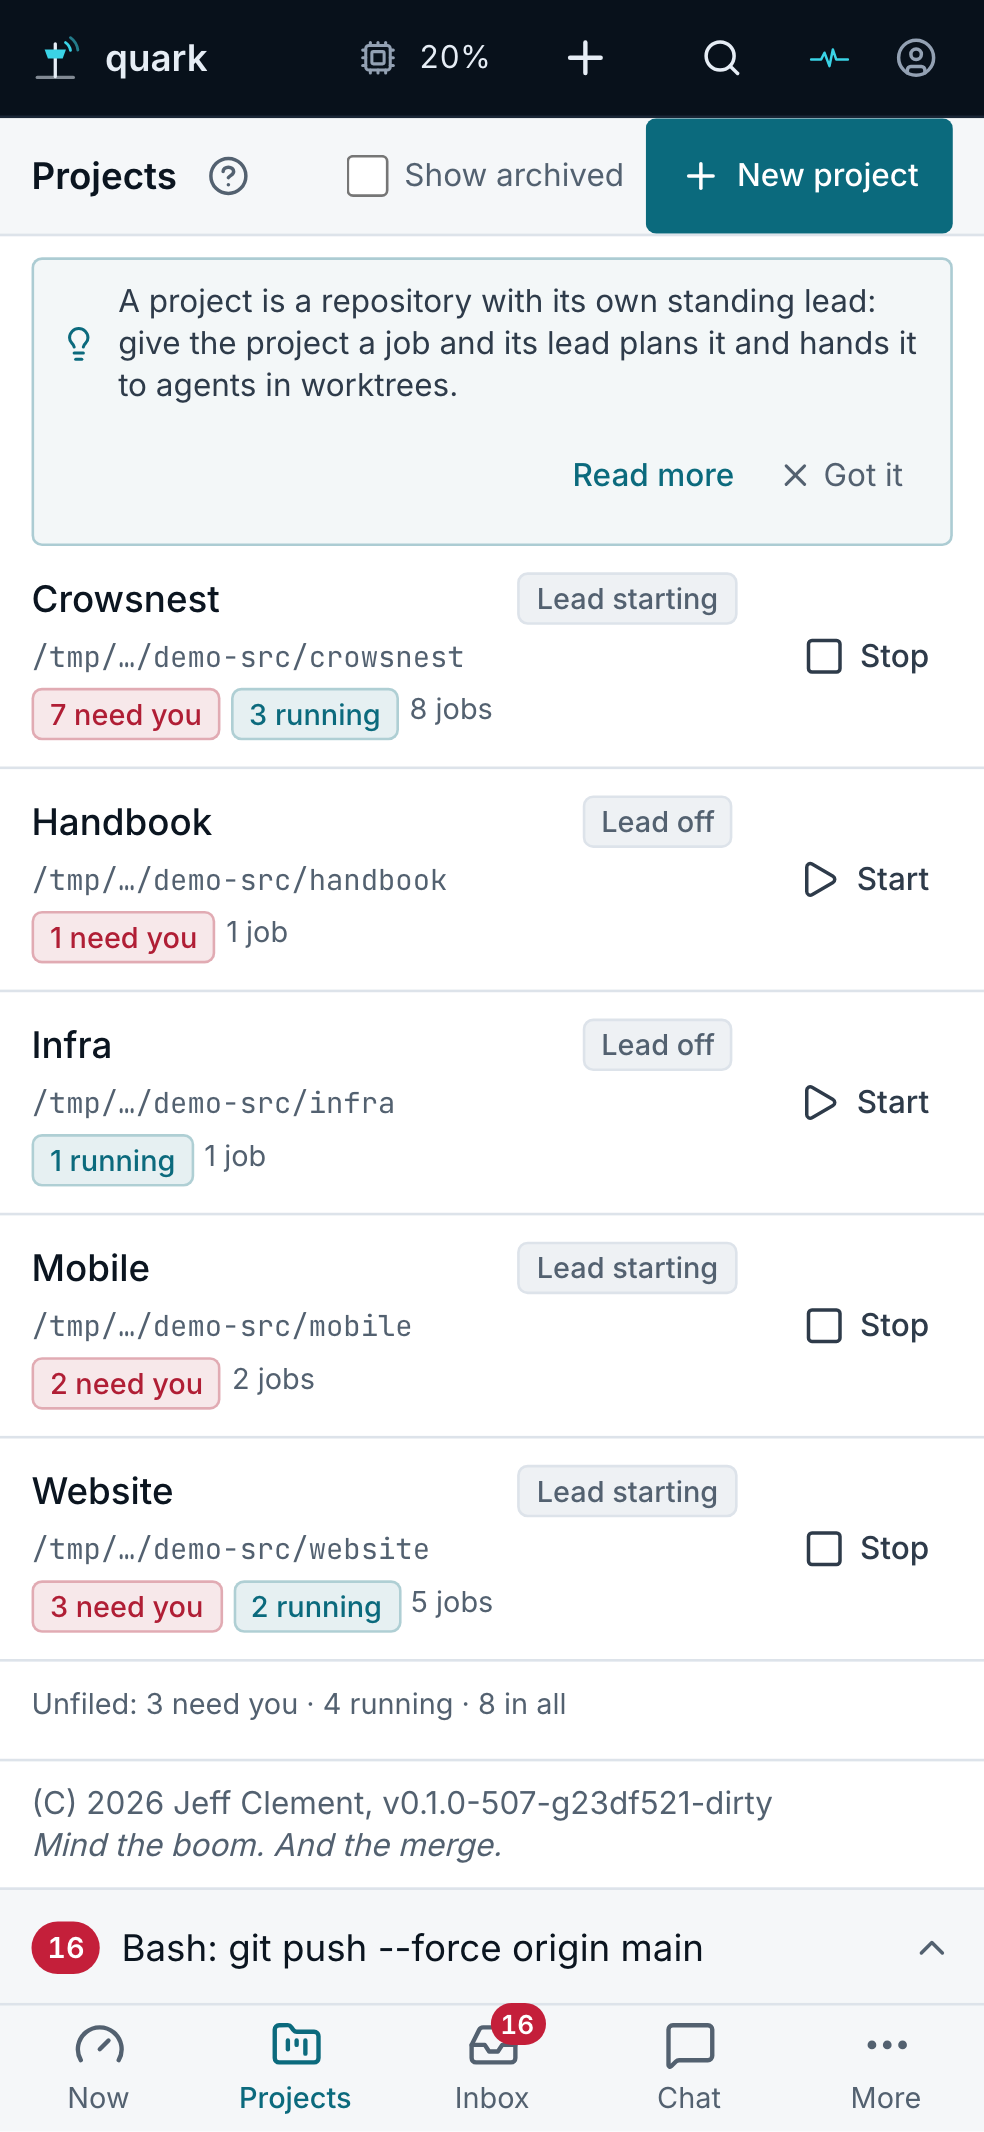 quark
20%
Projects
Show archived
New project
A project is a repository with its own standing lead:
give the project a job and its lead plans it and hands it
to agents in worktrees.
Read more
Got it
Crowsnest
Lead starting
/tmp/…/demo-src/crowsnest
Stop
7 need you
3 running
8 jobs
Handbook
Lead off
/tmp/…/demo-src/handbook
Start
1 need you
1 job
Infra
Lead off
/tmp/…/demo-src/infra
Start
1 running
1 job
Mobile
Lead starting
/tmp/…/demo-src/mobile
Stop
2 need you
2 jobs
Website
Lead starting
/tmp/…/demo-src/website
Stop
3 need you
2 running
5 jobs
Unfiled: 3 need you · 4 running · 8 in all
(C) 2026 Jeff Clement, v0.1.0-507-g23df521-dirty
Mind the boom. And the merge.
16
Bash: git push --force origin main
16
Now
Projects
Inbox
Chat
More